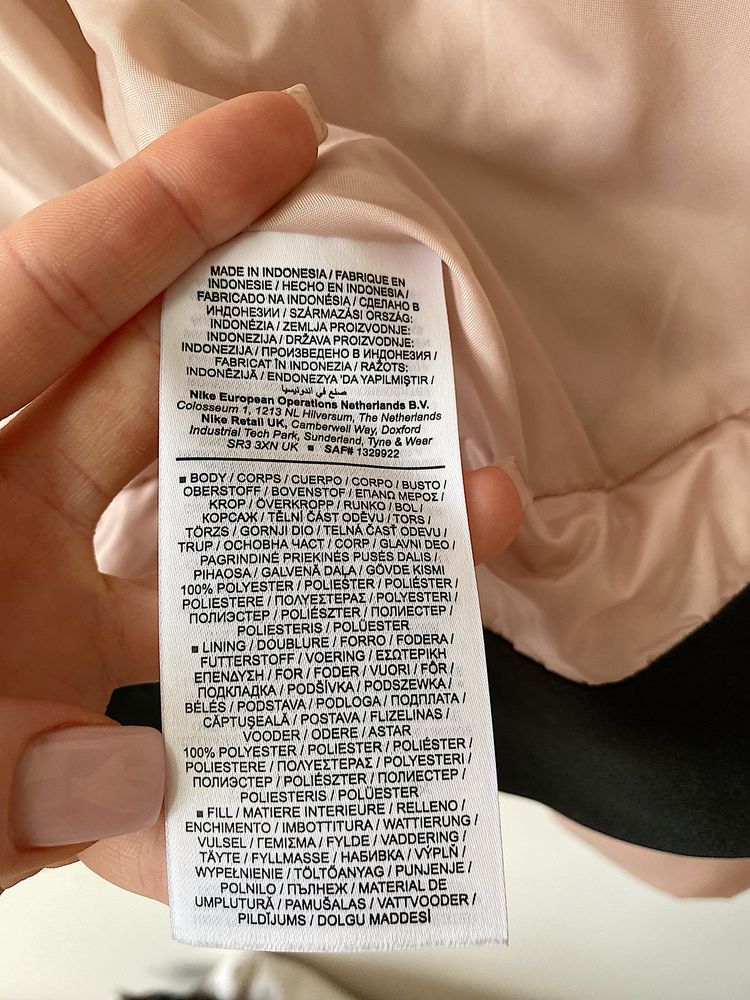 MADE IN INDONESIA / FABRIQUE EN
INDONESIE / HECHO EN INDONESIA /
FABRICADO NA INDONÉSIA / СДЕЛАНО В
ИНДОНЕЗИИ / SZÁRMAZÁSI ORSZÁG:
INDONÉZIA / ZEMLJA PROIZVODNJE:
INDONEZIJA / DRŽAVA PROIZVODNJE:
INDONEZIJA / ПРОИЗВЕДЕНО В ИНДОНЕЗИЯ /
FABRICAT ÎN INDONEZIA / RAŽOTS:
INDONĒZIJĀ / ENDONEZYA 'DA YAPILMIŞTIR /
صنع في أندونيسيا
Nike European Operations Netherlands B.V.
Colosseum 1, 1213 NL Hilversum, The Netherlands
Nike Retail UK, Camberwell Way, Doxford
Industrial Tech Park, Sunderland, Tyne & Wear
SR3 3XN UK ■ SAF# 1329922
■ BODY / CORPS / CUERPO / CORPO / BUSTO /
OBERSTOFF / BOVENSTOF / ΕΠΑΝΩ ΜΕΡΟΣ /
KROP / ÖVERKROPP / RUNKO / BOL /
КОРСАЖ / TĚLNÍ ČÁST ODĚVU / TORS /
TÖRZS / GORNJI DIO / TELNÁ ČASŤ ODEVU /
TRUP / ОСНОВНА НАСТ / CORP / GLAVNI DEO /
PAGRINDINĖ PRIEKINĖS PUSĖS DALIS /
PIHAOSA / GALVENĀ DAĻA / GÖVDE KISMI
100% POLYESTER / POLIESTER / POLIÉSTER /
POLIESTERE / ΠΟΛΥΕΣΤΕΡΑΣ / POLYESTERI /
ПОЛИЭСТЕР / POLIÉSZTER / ПОЛИЕСТЕР /
POLIESTERIS / POLÜESTER
■ LINING / DOUBLURE / FORRO / FODERA /
FUTTERSTOFF / VOERING / ΕΣΩΤΕΡΙΚΗ
ΕΠΕΝΔΥΣΗ / FOR / FODER / VUORI / FÔR /
ПОДКЛАДКА / PODŠÍVKA / PODSZEWKA /
BÉLÉS / PODSTAVA / PODLOGA / ПОДПЛАТА /
CĂPTUŞEALĂ / POSTAVA / FLIZELINAS /
VOODER / ODERE / ASTAR
100% POLYESTER / POLIESTER / POLIÉSTER /
POLIESTERE / ΠΟΛΥΕΣΤΕΡΑΣ / POLYESTERI /
ПОЛИЭСТЕР / POLIÉSZTER / ПОЛИЕСТЕР /
POLIESTERIS / POLÜESTER
■ FILL / MATIERE INTERIEURE / RELLENO /
ENCHIMENTO / IMBOTTITURA / WATTIERUNG /
VULSEL / ΓΕΜΙΣΜΑ / FYLDE / VADDERING /
TÄYTE / FYLLMASSE / НАБИВКА / VÝPLŇ /
WYPEŁNIENIE / TÖLTŐANYAG / PUNJENJE /
POLNILO / ПЪЛНЕЖ / MATERIAL DE
UMPLUTURĂ / PAMUŠALAS / VATTVOODER /
PILDĪJUMS / DOLGU MADDESİ